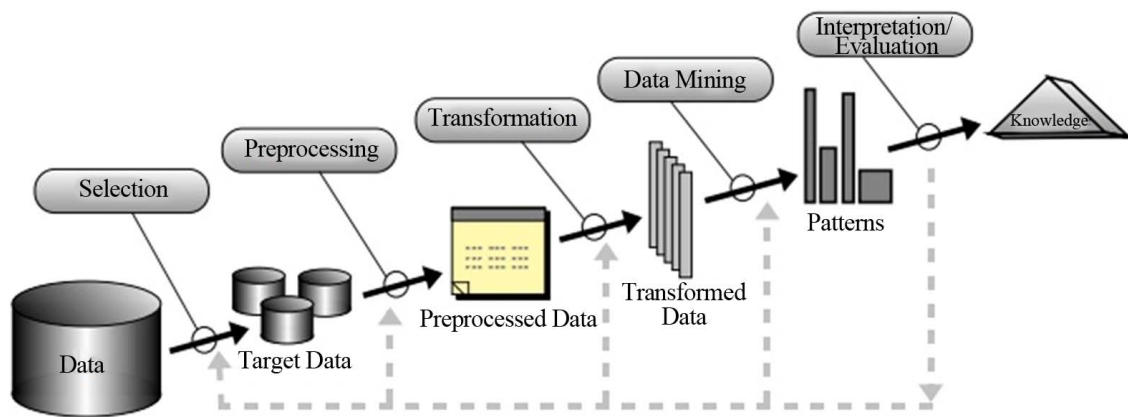 Interpretation/
Evaluation
Data Mining
Transformation
Knowledge
Preprocessing
Selection
Patterns
Transformed
Data
Preprocessed Data
Target Data
Data